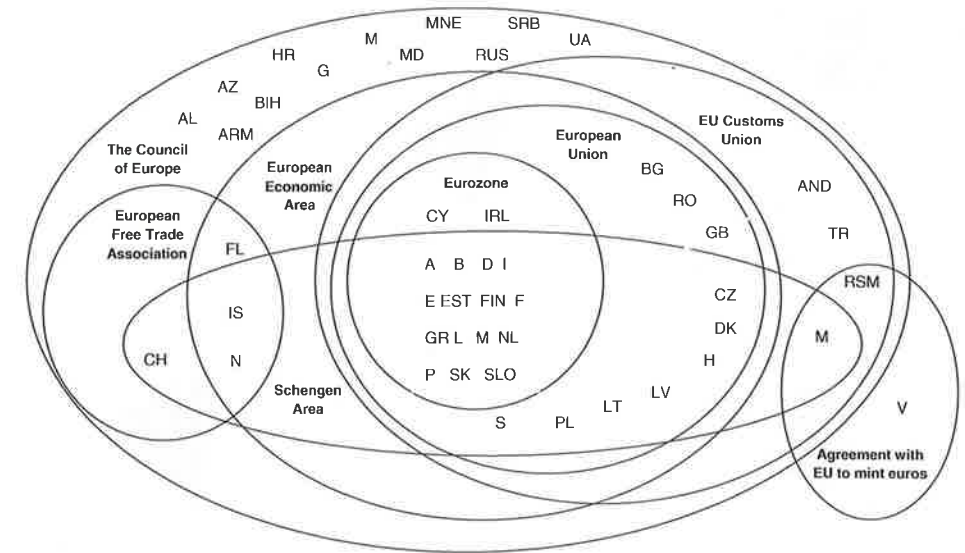 MNE SRB
M UA
HR MD RUS
G
AZ
BIH
AL
ARM
The Council
of Europe
European
Economic
Area
European
Union
EU Customs
Union
Eurozone
BG
AND
RO
CY IRL
GB
TR
European
Free Trade
Association
FL
A B D I
RSM
E EST FIN F
CZ
IS
DK
GR L M NL
M
CH
N
H
P SK SLO
Schengen
Area
LV
LT
S PL
V
Agreement with
EU to mint euros